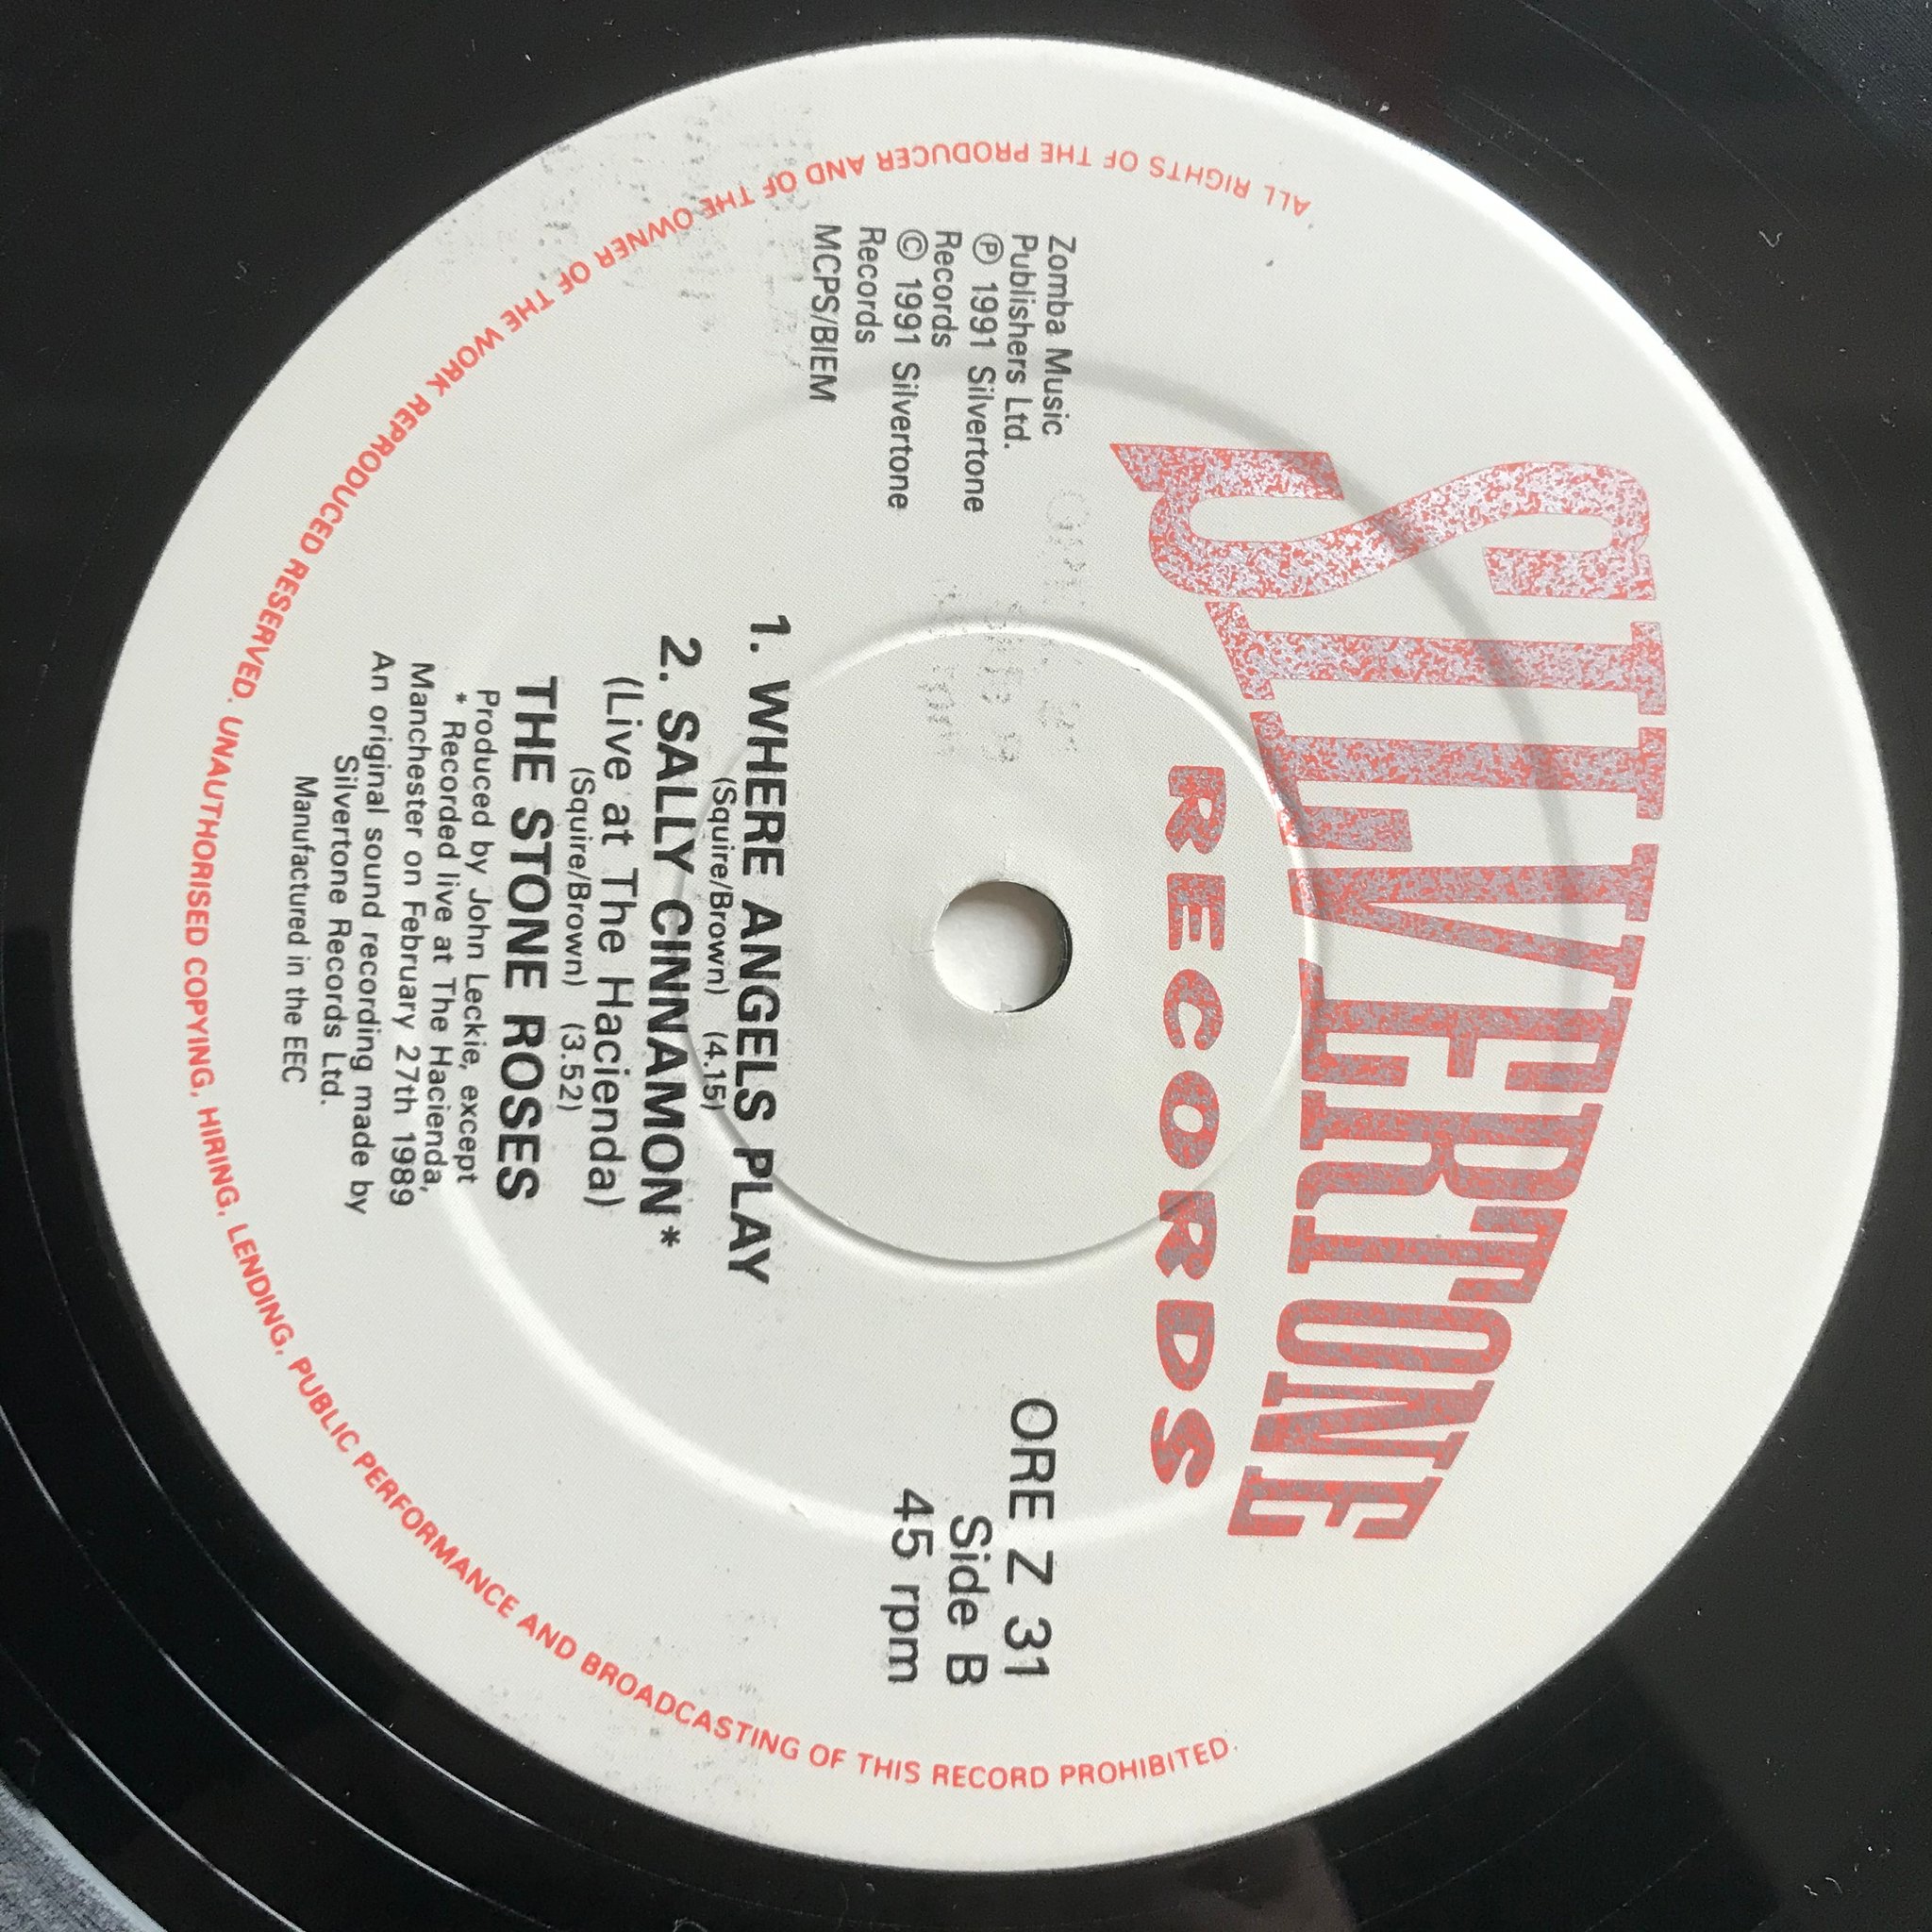 SILVERTONE
RECORDS
Zomba Music
Publishers Ltd.
℗ 1991 Silvertone
Records
© 1991 Silvertone
Records
MCPS/BIEM
ORE Z 31
Side B
45 rpm
1. WHERE ANGELS PLAY
(Squire/Brown) (4.15)
2. SALLY CINNAMON*
(Live at The Hacienda)
(Squire/Brown) (3.52)
THE STONE ROSES
Produced by John Leckie, except
* Recorded live at The Hacienda,
Manchester on February 27th 1989
An original sound recording made by
Silvertone Records Ltd.
Manufactured in the EEC
ALL RIGHTS OF THE PRODUCER AND OF THE OWNER OF THE WORK REPRODUCED RESERVED. UNAUTHORISED COPYING, HIRING, LENDING, PUBLIC PERFORMANCE AND BROADCASTING OF THIS RECORD PROHIBITED.